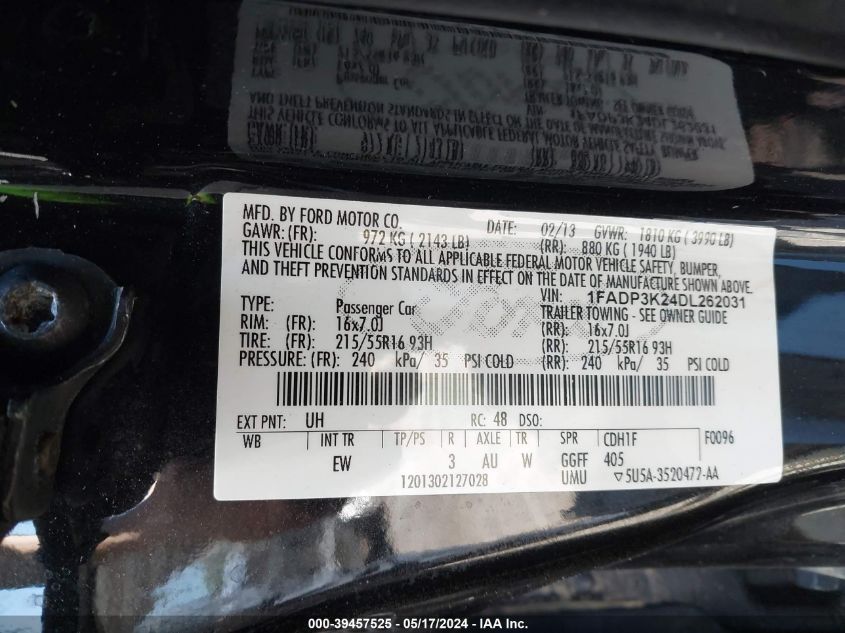 MFD. BY FORD MOTOR CO. DATE: 02/13 GVWR: 1810 KG ( 3990 LB)
GAWR: (FR): 972 KG ( 2143 LB) (RR): 880 KG ( 1940 LB)
THIS VEHICLE CONFORMS TO ALL APPLICABLE FEDERAL MOTOR VEHICLE SAFETY, BUMPER,
AND THEFT PREVENTION STANDARDS IN EFFECT ON THE DATE OF MANUFACTURE SHOWN ABOVE.
VIN: 1FADP3K24DL262031
TYPE: Passenger Car TRAILER TOWING - SEE OWNER GUIDE
RIM: (FR): 16x7.0J (RR): 16x7.0J
TIRE: (FR): 215/55R16 93H (RR): 215/55R16 93H
PRESSURE: (FR): 240 kPa/ 35 PSI COLD (RR): 240 kPa/ 35 PSI COLD
EXT PNT: UH RC: 48 DSO:
WB INT TR TP/PS R AXLE TR SPR CDH1F F0096
EW 3 AU W GGFF 405
1201302127028 UMU ▽5U5A-3520472-AA
000-39457525 - 05/17/2024 - IAA Inc.